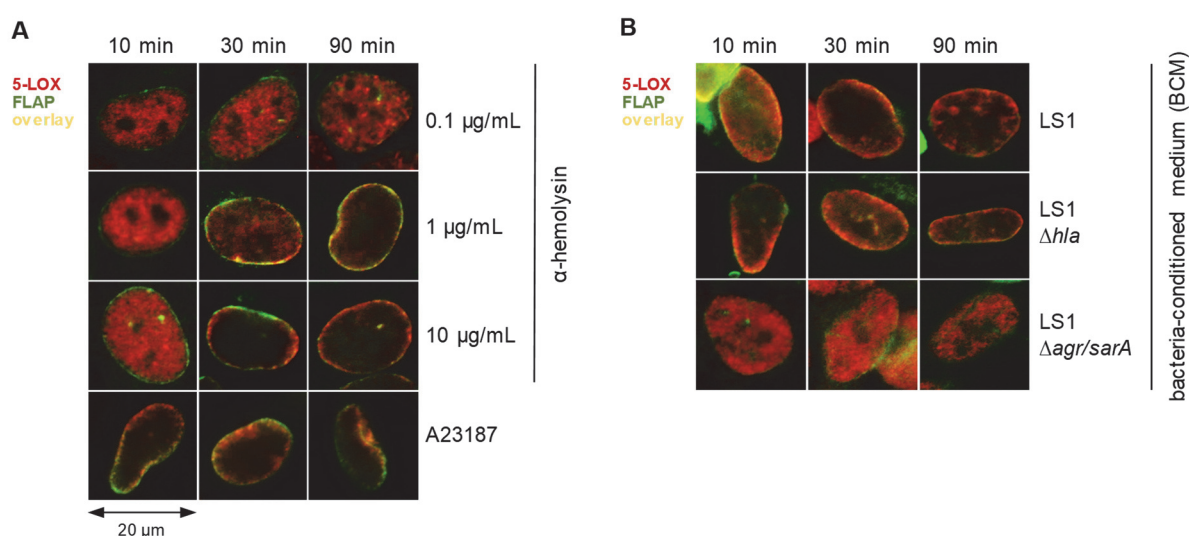 A
10 min 30 min 90 min
5-LOX
FLAP
overlay
0.1 µg/mL
1 µg/mL
10 µg/mL
α-hemolysin
A23187
20 µm
B
10 min 30 min 90 min
5-LOX
FLAP
overlay
LS1
LS1
Δhla
LS1
Δagr/sarA
bacteria-conditioned medium (BCM)